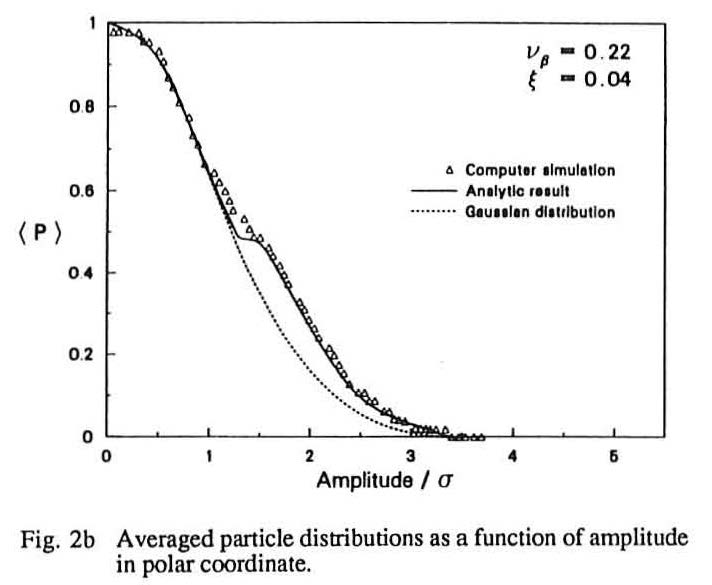 1
0.8
0.6
0.4
0.2
0
⟨ P ⟩
ν_β = 0.22
ξ = 0.04
△ Computer simulation
Analytic result
Gaussian distribution
0 1 2 3 4 5
Amplitude / σ
Fig. 2b Averaged particle distributions as a function of amplitude
in polar coordinate.